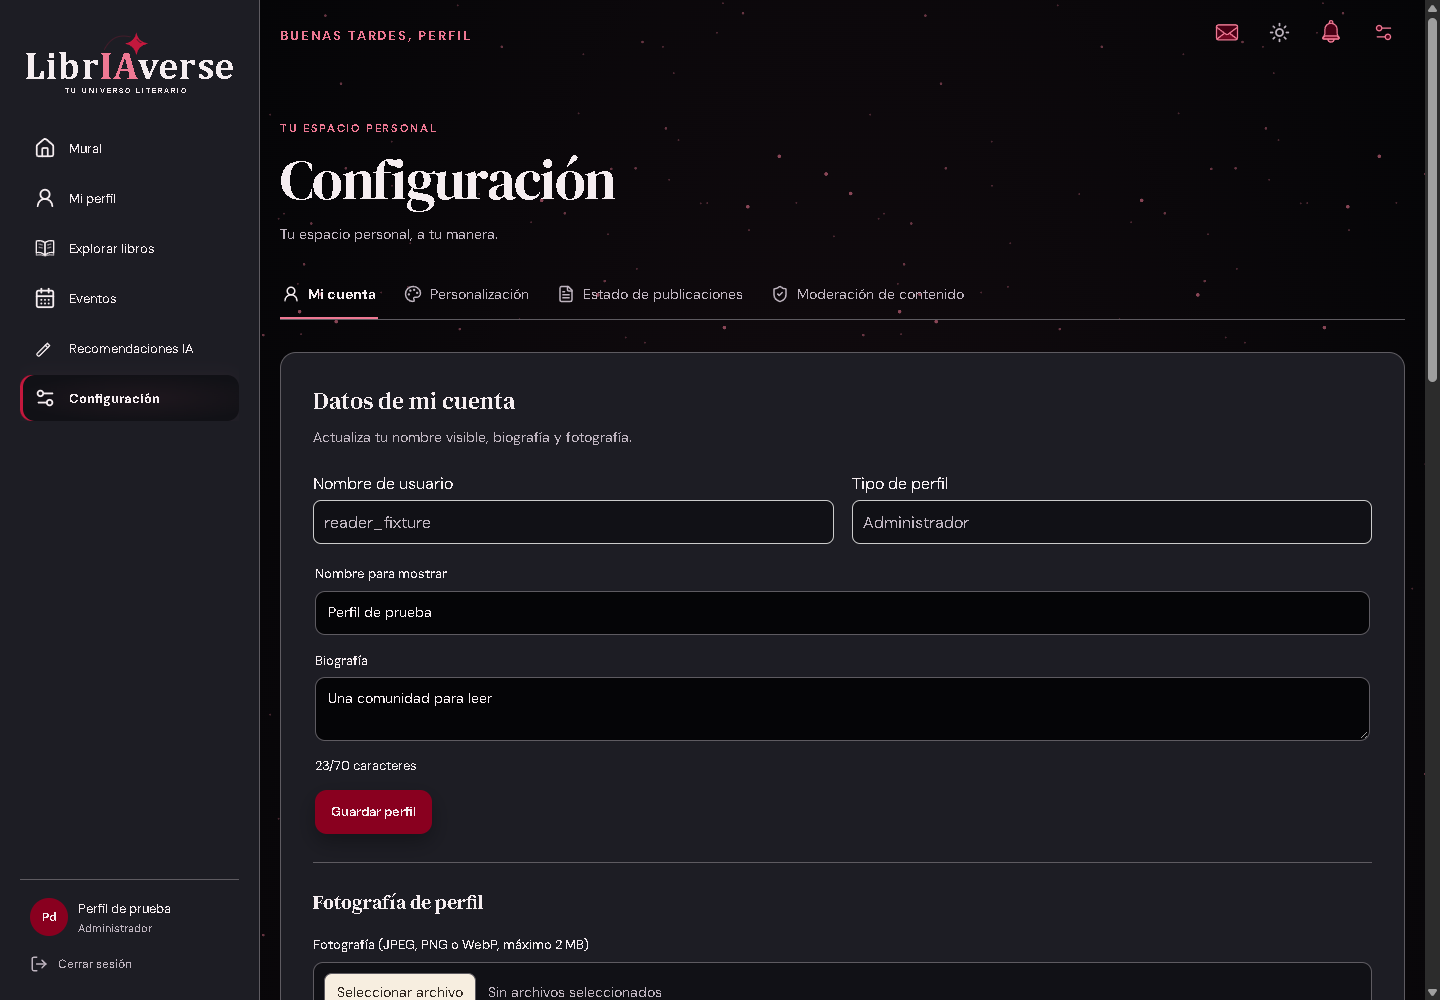 LibrIAverse
TU UNIVERSO LITERARIO
Mural
Mi perfil
Explorar libros
Eventos
Recomendaciones IA
Configuración
Pd
Perfil de prueba
Administrador
Cerrar sesión
BUENAS TARDES, PERFIL
TU ESPACIO PERSONAL
Configuración
Tu espacio personal, a tu manera.
Mi cuenta
Personalización
Estado de publicaciones
Moderación de contenido
Datos de mi cuenta
Actualiza tu nombre visible, biografía y fotografía.
Nombre de usuario
reader_fixture
Tipo de perfil
Administrador
Nombre para mostrar
Perfil de prueba
Biografía
Una comunidad para leer
23/70 caracteres
Guardar perfil
Fotografía de perfil
Fotografía (JPEG, PNG o WebP, máximo 2 MB)
Seleccionar archivo
Sin archivos seleccionados